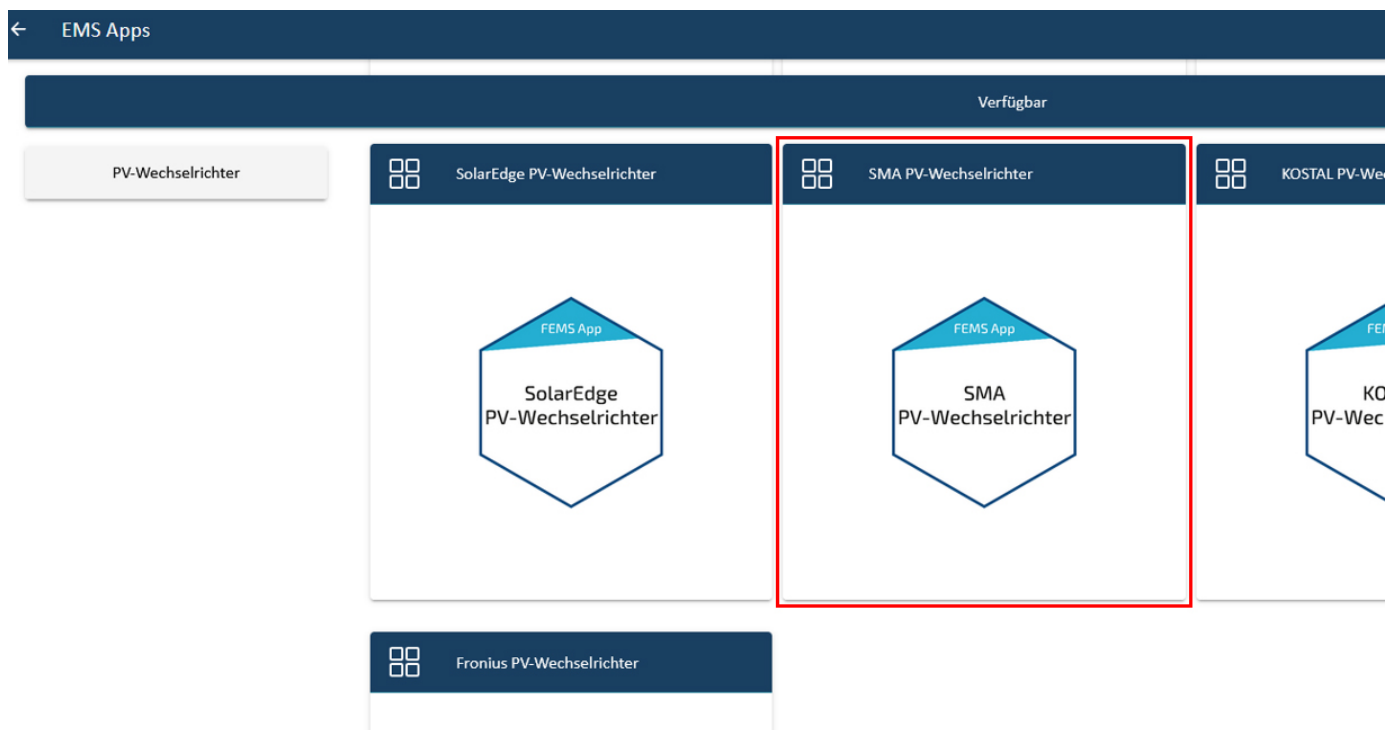 EMS Apps
Verfügbar
PV-Wechselrichter
SolarEdge PV-Wechselrichter
SMA PV-Wechselrichter
KOSTAL
FEMS App
SolarEdge
PV-Wechselrichter
FEMS App
SMA
PV-Wechselrichter
Fronius PV-Wechselrichter